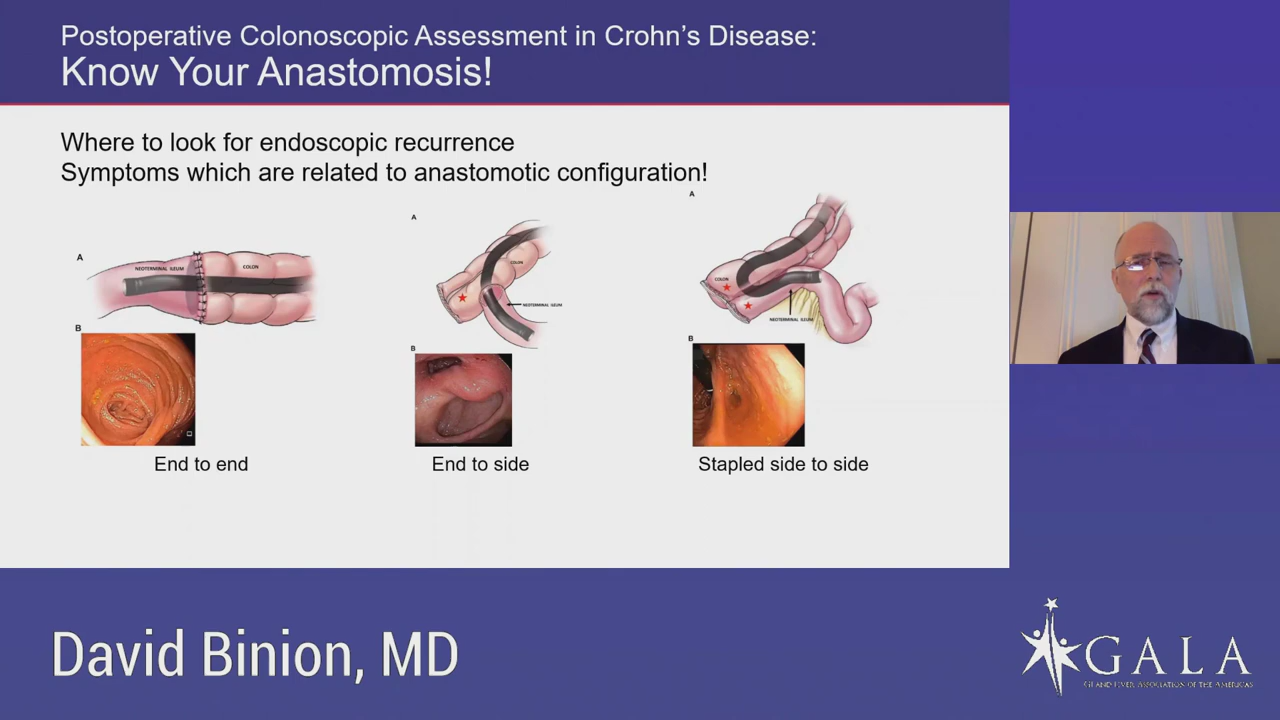 Postoperative Colonoscopic Assessment in Crohn's Disease:
Know Your Anastomosis!
Where to look for endoscopic recurrence
Symptoms which are related to anastomotic configuration!
A
NEOTERMINAL ILEUM
COLON
B
End to end
A
COLON
NEOTERMINAL ILEUM
B
End to side
A
COLON
NEOTERMINAL ILEUM
B
Stapled side to side
David Binion, MD
GALA
GI AND LIVER ASSOCIATION OF THE AMERICAS